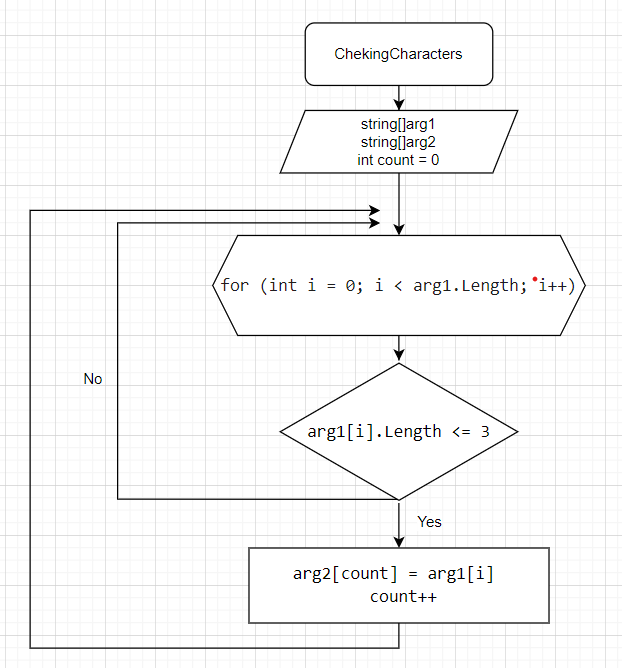 ChekingCharacters
string[]arg1
string[]arg2
int count = 0
for (int i = 0; i < arg1.Length; i++)
No
arg1[i].Length <= 3
Yes
arg2[count] = arg1[i]
count++